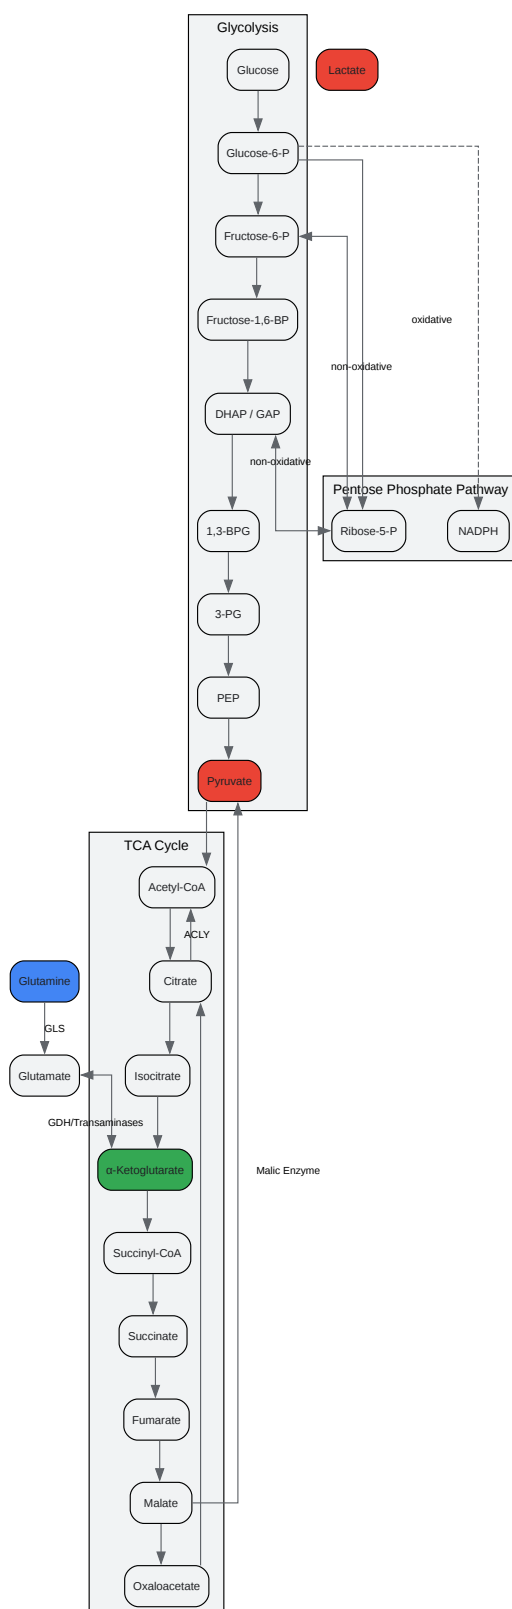 Glycolysis
Glucose
Lactate
Glucose-6-P
Fructose-6-P
oxidative
Fructose-1,6-BP
non-oxidative
DHAP / GAP
non-oxidative
Pentose Phosphate Pathway
1,3-BPG
Ribose-5-P
NADPH
3-PG
PEP
Pyruvate
TCA Cycle
Acetyl-CoA
ACLY
Glutamine
Citrate
GLS
Glutamate
Isocitrate
GDH/Transaminases
α-Ketoglutarate
Malic Enzyme
Succinyl-CoA
Succinate
Fumarate
Malate
Oxaloacetate